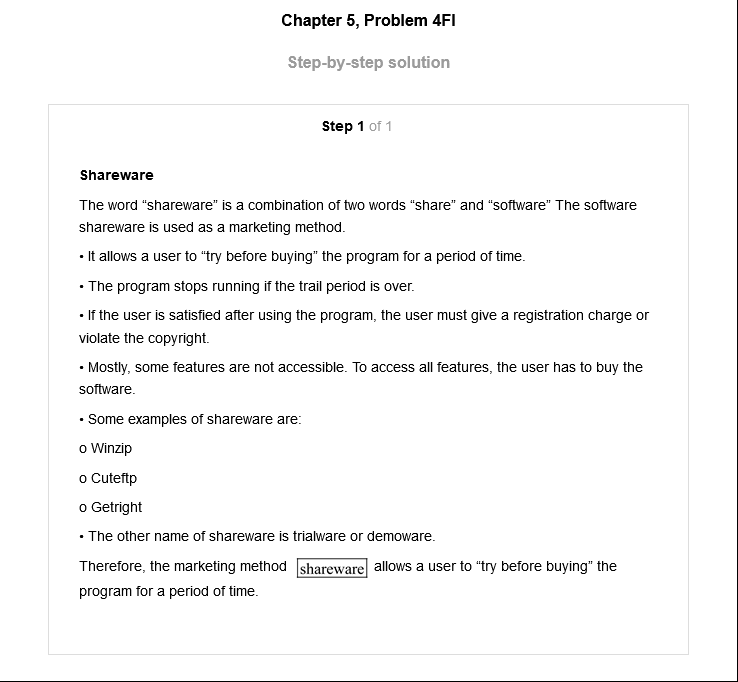 Chapter 5, Problem 4FI
Step-by-step solution
Step 1 of 1
Shareware
The word “shareware” is a combination of two words “share” and “software” The software
shareware is used as a marketing method.
• It allows a user to “try before buying” the program for a period of time.
• The program stops running if the trail period is over.
• If the user is satisfied after using the program, the user must give a registration charge or
violate the copyright.
• Mostly, some features are not accessible. To access all features, the user has to buy the
software.
• Some examples of shareware are:
o Winzip
o Cuteftp
o Getright
• The other name of shareware is trialware or demoware.
Therefore, the marketing method shareware allows a user to “try before buying” the
program for a period of time.